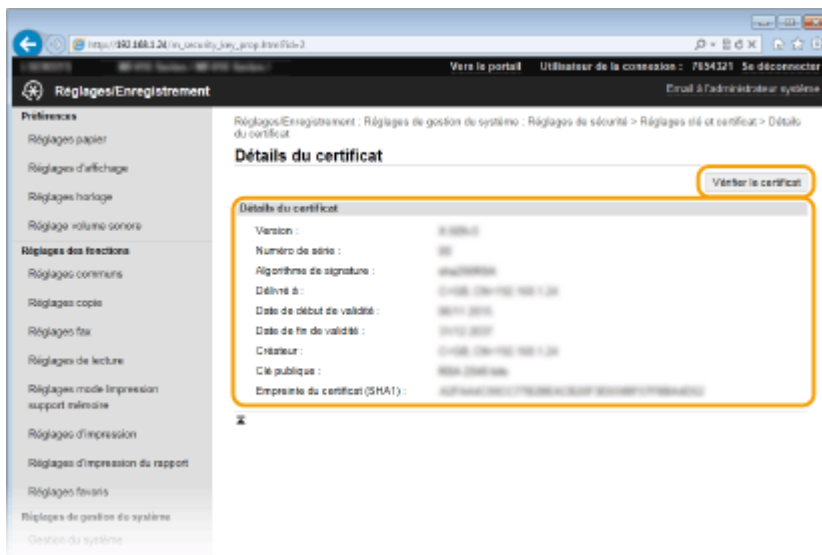 http://192.168.1.24/m_security_key_prop.html?id=2
Vers le portail Utilisateur de la connexion : 7654321 Se déconnecter
Réglages/Enregistrement
Email à l'administrateur système
Préférences
Réglages papier
Réglages d'affichage
Réglages horloge
Réglage volume sonore
Réglages des fonctions
Réglages communs
Réglages copie
Réglages fax
Réglages de lecture
Réglages mode Impression
support mémoire
Réglages d'impression
Réglages d'impression du rapport
Réglages favoris
Réglages de gestion du système
Gestion du système
Réglages/Enregistrement : Réglages de gestion du système : Réglages de sécurité > Réglages clé et certificat > Détails
du certificat
Détails du certificat
Vérifier le certificat
Détails du certificat
Version :
Numéro de série :
Algorithme de signature :
Délivré à :
Date de début de validité :
Date de fin de validité :
Créateur :
Clé publique :
Empreinte du certificat (SHA1) :